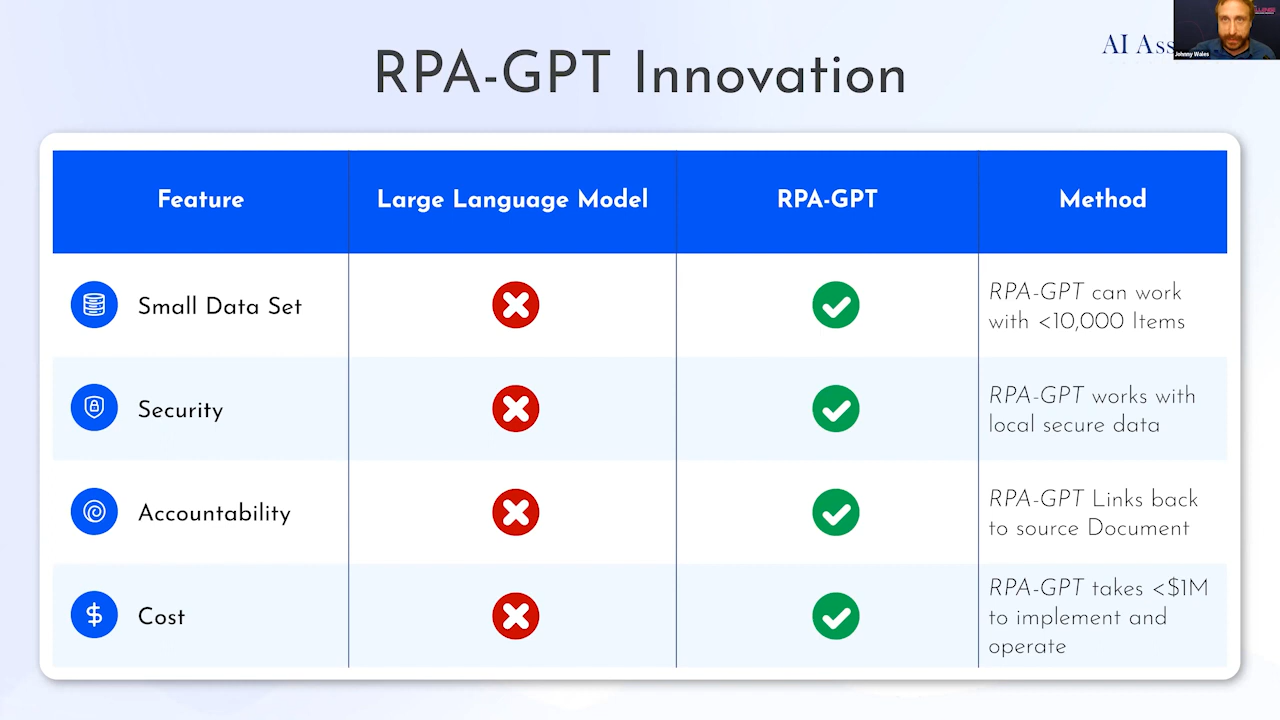 RPA-GPT Innovation
AI Ass
Johnny Wales
Feature
Large Language Model
RPA-GPT
Method
Small Data Set
RPA-GPT can work
with <10,000 Items
Security
RPA-GPT works with
local secure data
Accountability
RPA-GPT Links back
to source Document
Cost
RPA-GPT takes <$1M
to implement and
operate